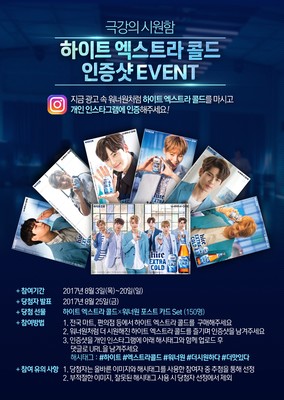 극강의 시원함
하이트 엑스트라 콜드
인증샷 EVENT
지금 광고 속 워너원처럼 하이트 엑스트라 콜드를 마시고
개인 인스타그램에 인증해주세요!
hite
EXTRA
COLD
+ 참여기간 2017년 8월 3일(목)~20일(일)
+ 당첨자 발표 2017년 8월 25일(금)
+ 당첨 선물 하이트 엑스트라 콜드×워너원 포스트 카드 Set (150명)
+ 참여방법 1. 전국 마트, 편의점 등에서 하이트 엑스트라 콜드를 구매해주세요
2. 워너원처럼 더 시원해진 하이트 엑스트라 콜드를 즐기며 인증샷을 남겨주세요
3. 인증샷을 개인 인스타그램에 아래 해시태그와 함께 업로드 후
댓글로 URL을 남겨주세요
해시태그 : #하이트 #엑스트라콜드 #워너원 #더시원하다 #더맛있다
+ 참여 유의 사항 1. 당첨자는 올바른 이미지와 해시태그를 사용한 참여자 중 추첨을 통해 선정
2. 부적절한 이미지, 잘못된 해시태그 사용 시 당첨자 선정에서 제외